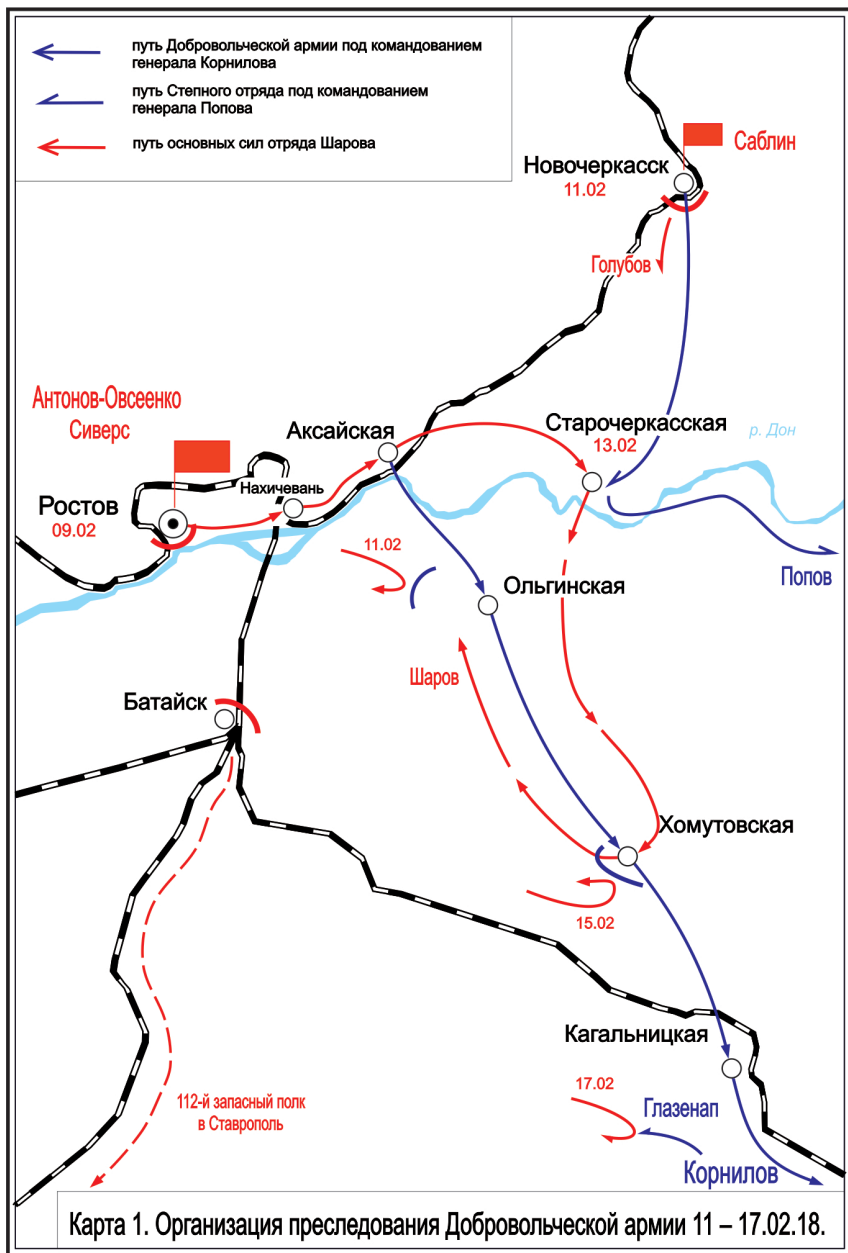 путь Добровольческой армии под командованием
генерала Корнилова
путь Степного отряда под командованием
генерала Попова
путь основных сил отряда Шарова
Саблин
Новочеркасск
11.02
Голубов
Антонов-Овсеенко
Сиверс
Аксайская
Старочеркасская
13.02
р. Дон
Нахичевань
Ростов
09.02
11.02
Попов
Ольгинская
Шаров
Батайск
Хомутовская
15.02
Кагальницкая
17.02
112-й запасный полк
в Ставрополь
Глазенап
Корнилов
Карта 1. Организация преследования Добровольческой армии 11 – 17.02.18.